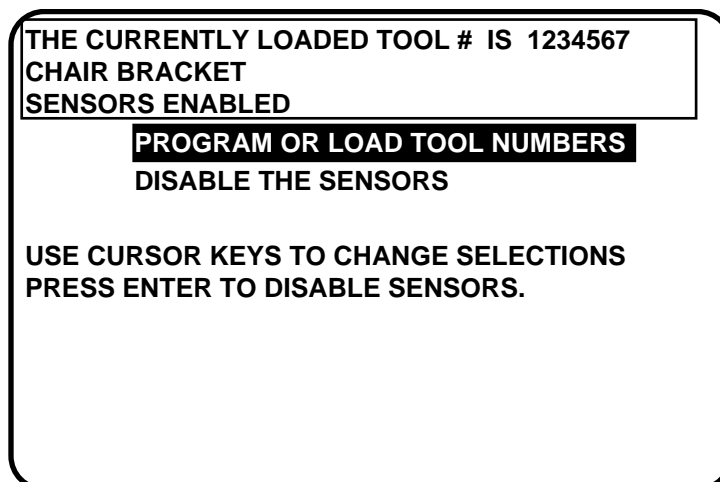 THE CURRENTLY LOADED TOOL # IS 1234567
CHAIR BRACKET
SENSORS ENABLED
PROGRAM OR LOAD TOOL NUMBERS
DISABLE THE SENSORS
USE CURSOR KEYS TO CHANGE SELECTIONS
PRESS ENTER TO DISABLE SENSORS.